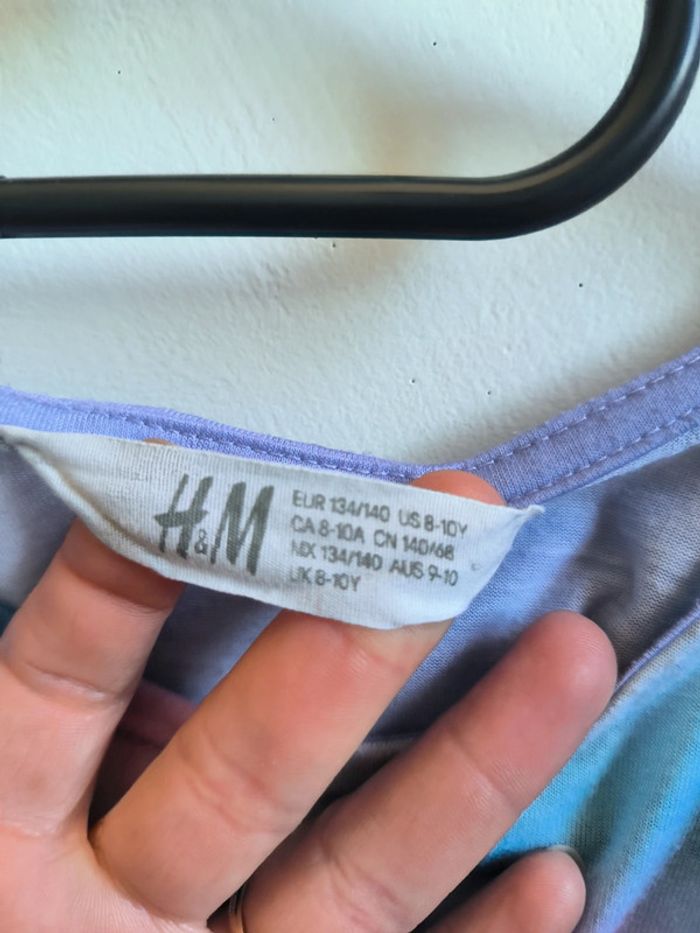 H&M
EUR 134/140 US 8-10Y
CA 8-10A CN 140/68
MX 134/140 AUS 9-10
UK 8-10Y